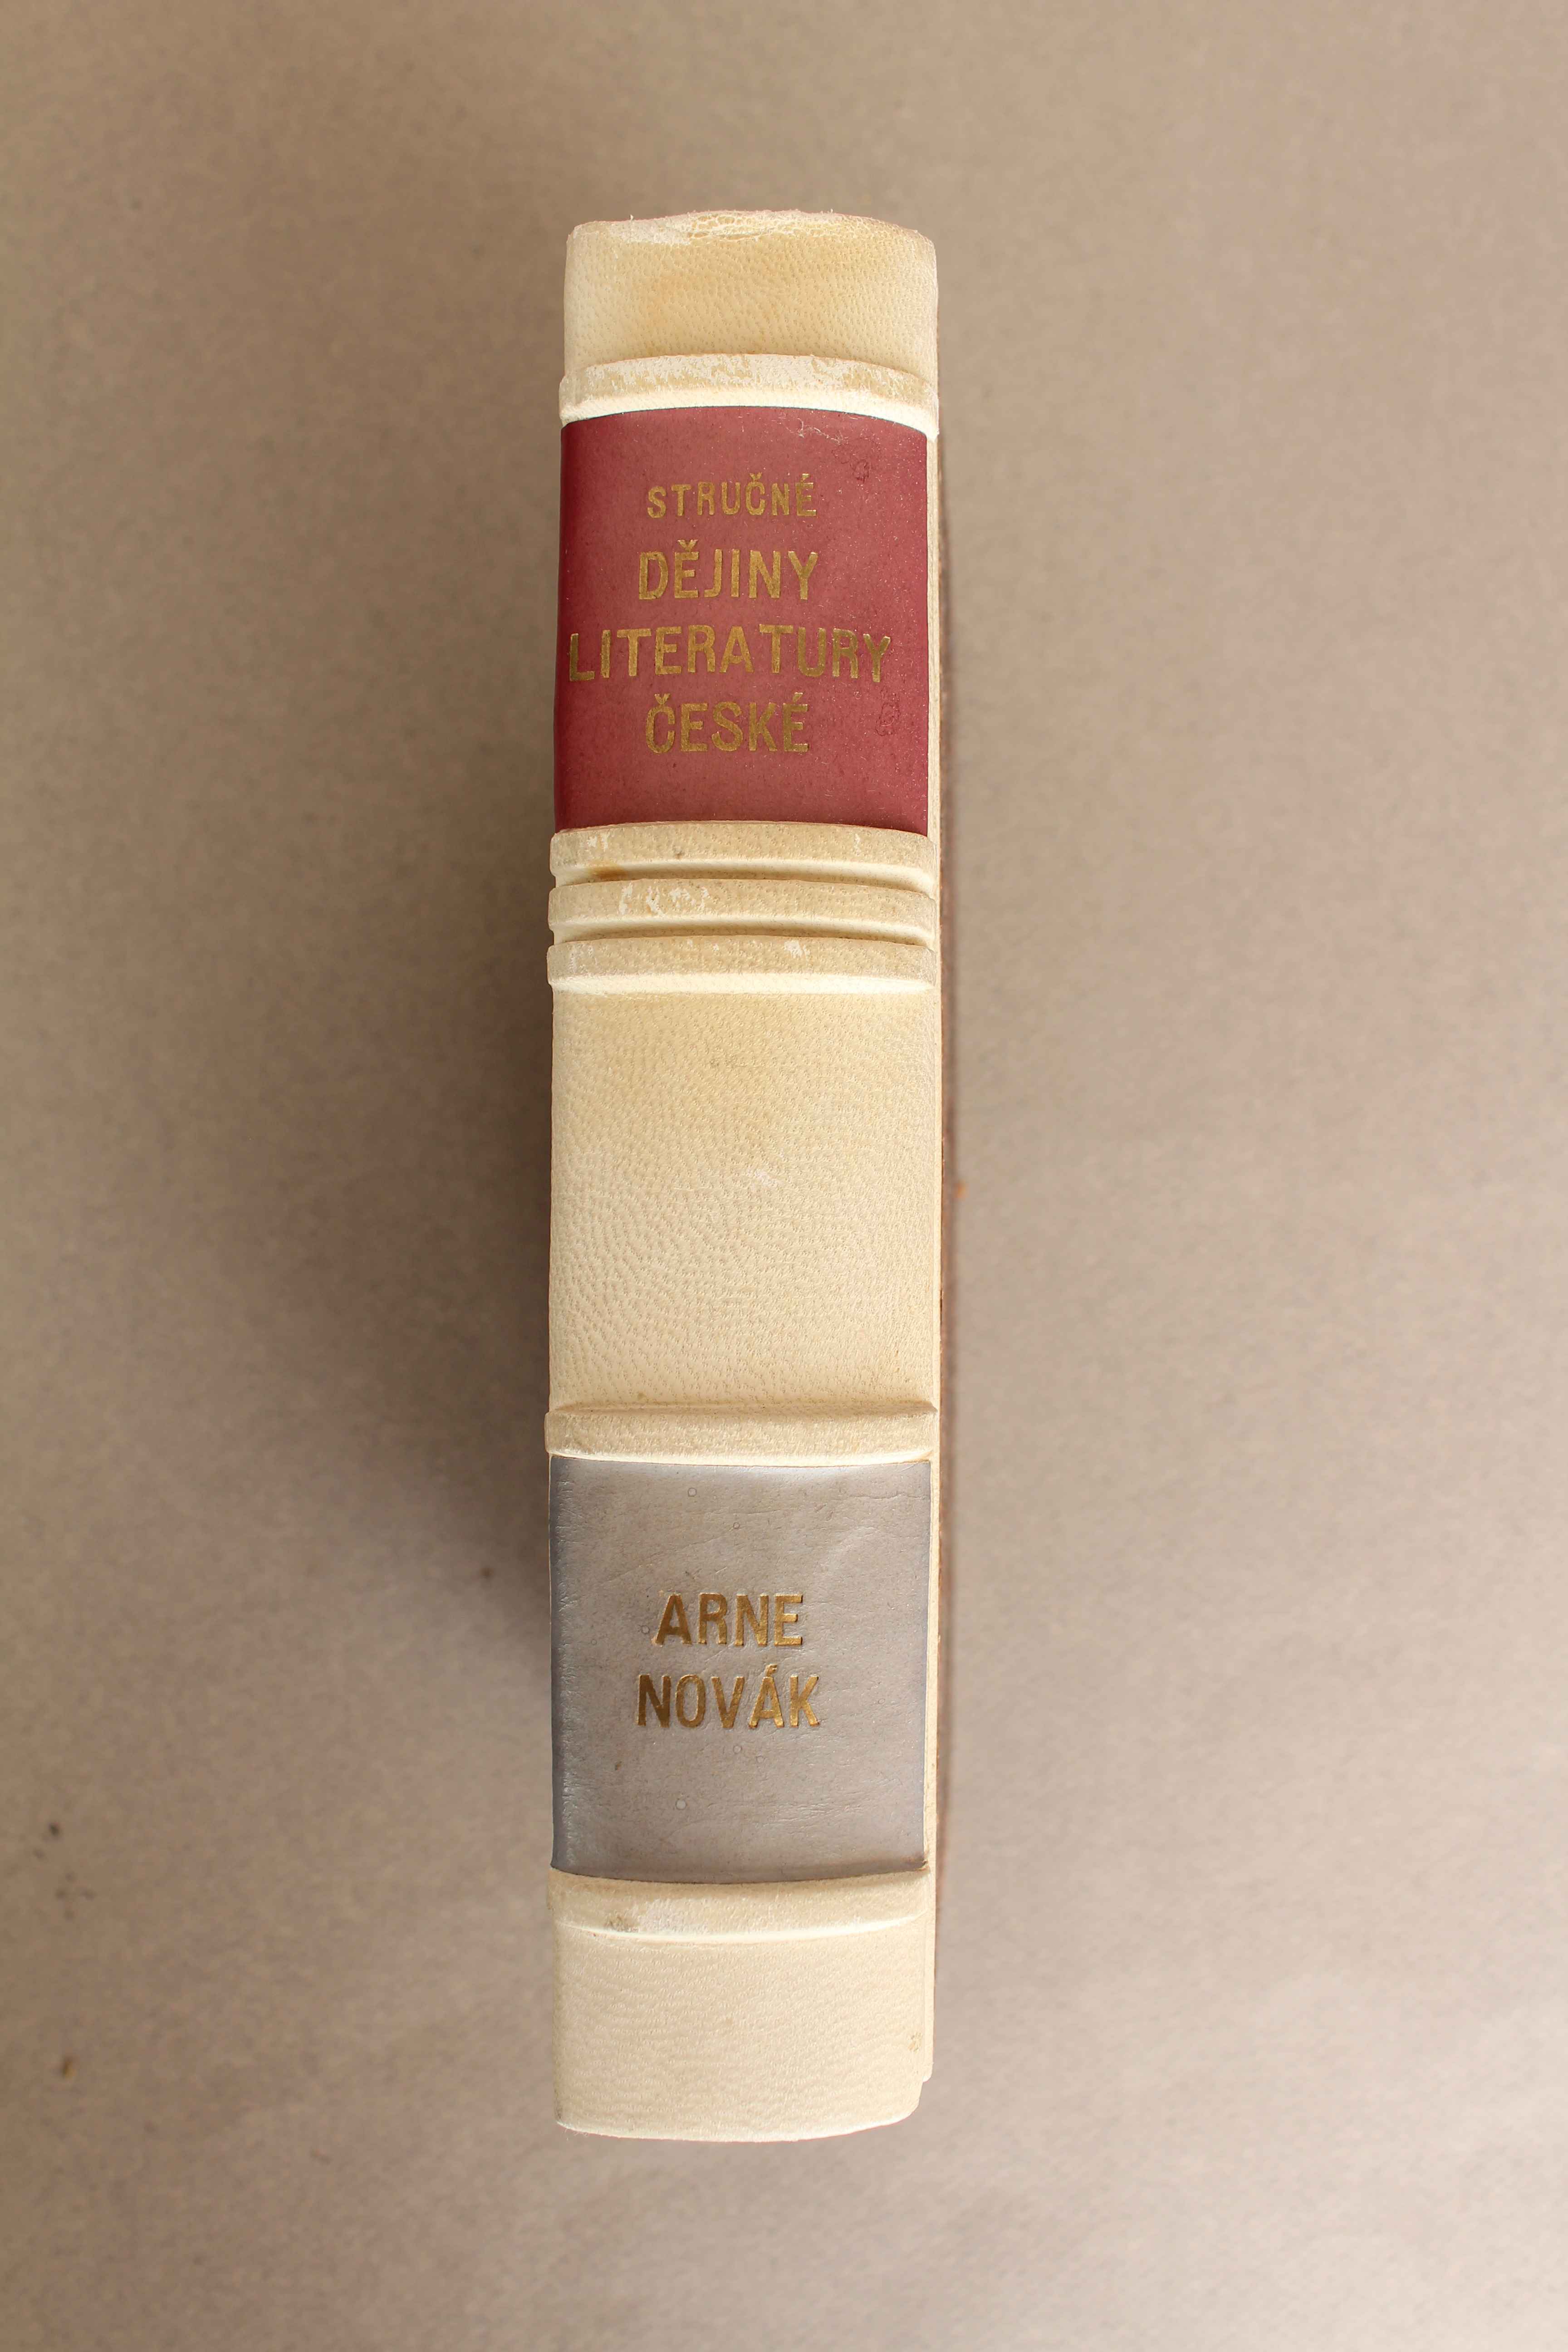 STRUČNÉ
DĚJINY
LITERATURY
ČESKÉ
ARNE
NOVÁK